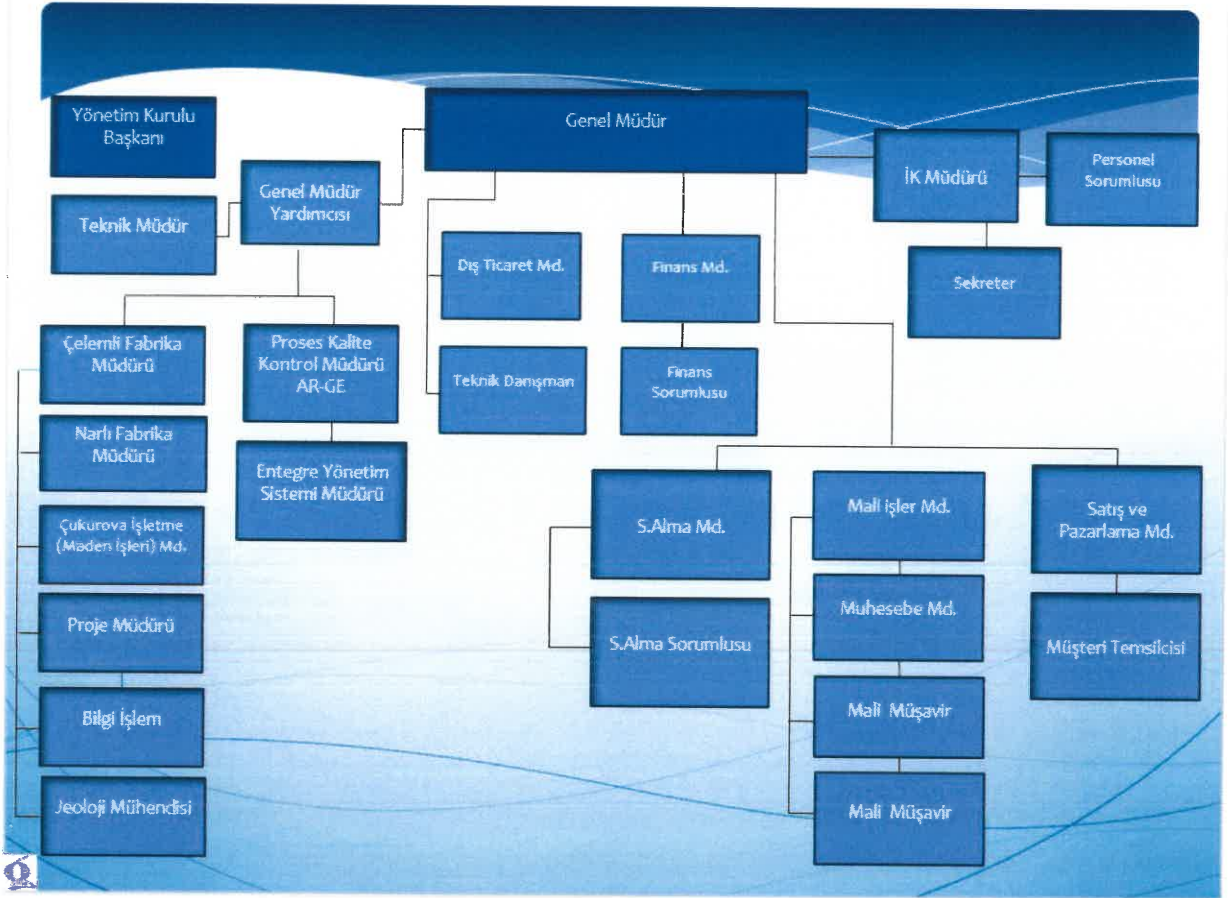 Yönetim Kurulu
Başkanı
Genel Müdür
Genel Müdür
Yardımcısı
Teknik Müdür
İK Müdürü
Personel
Sorumlusu
Sekreter
Dış Ticaret Md.
Finans Md.
Teknik Danışman
Finans
Sorumlusu
Çelemli Fabrika
Müdürü
Proses Kalite
Kontrol Müdürü
AR-GE
Narlı Fabrika
Müdürü
Entegre Yönetim
Sistemi Müdürü
Çukurova İşletme
(Maden İşleri) Md.
Proje Müdürü
Bilgi İşlem
Jeoloji Mühendisi
S.Alma Md.
S.Alma Sorumlusu
Mali işler Md.
Muhesebe Md.
Mali Müşavir
Mali Müşavir
Satış ve
Pazarlama Md.
Müşteri Temsilcisi